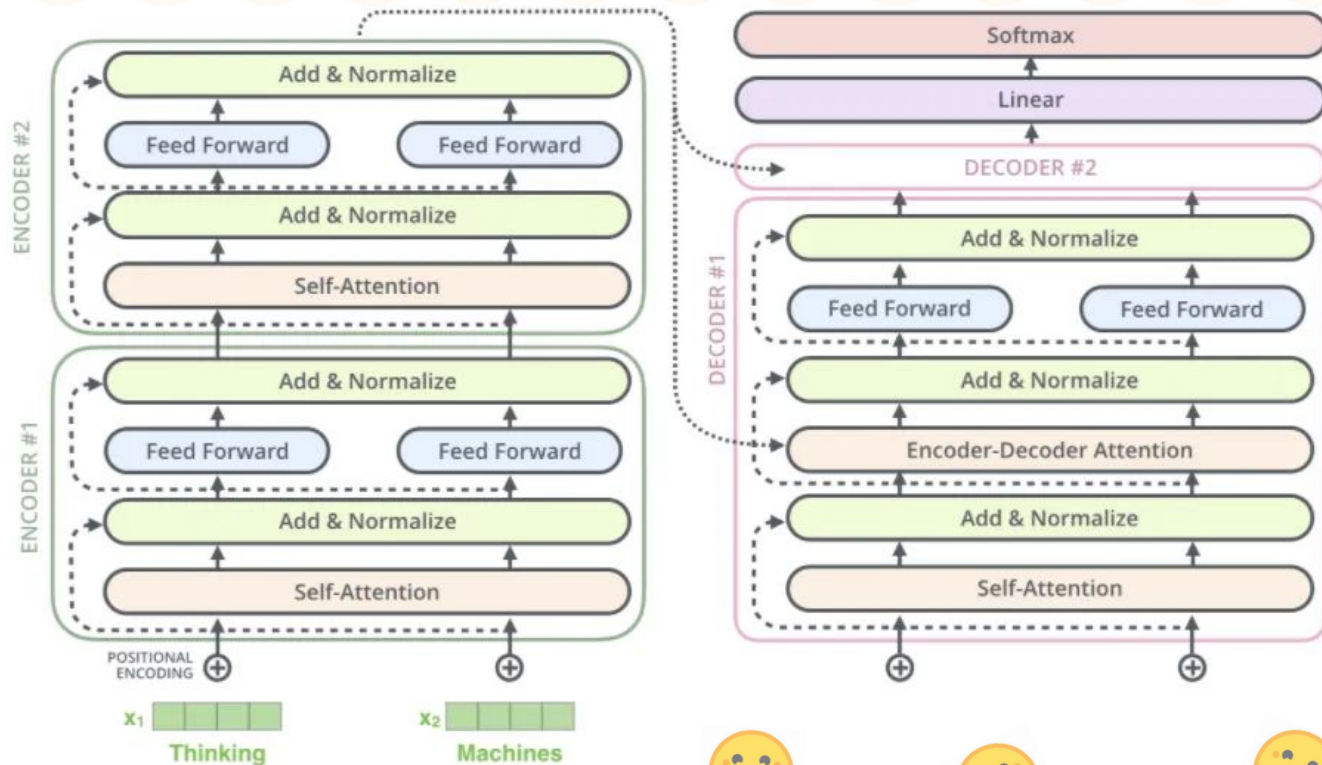 ENCODER #2
Add & Normalize
Feed Forward
Feed Forward
Add & Normalize
Self-Attention
ENCODER #1
Add & Normalize
Feed Forward
Feed Forward
Add & Normalize
Self-Attention
POSITIONAL
ENCODING
x₁
x₂
Thinking
Machines
Softmax
Linear
DECODER #2
DECODER #1
Add & Normalize
Feed Forward
Feed Forward
Add & Normalize
Encoder-Decoder Attention
Add & Normalize
Self-Attention